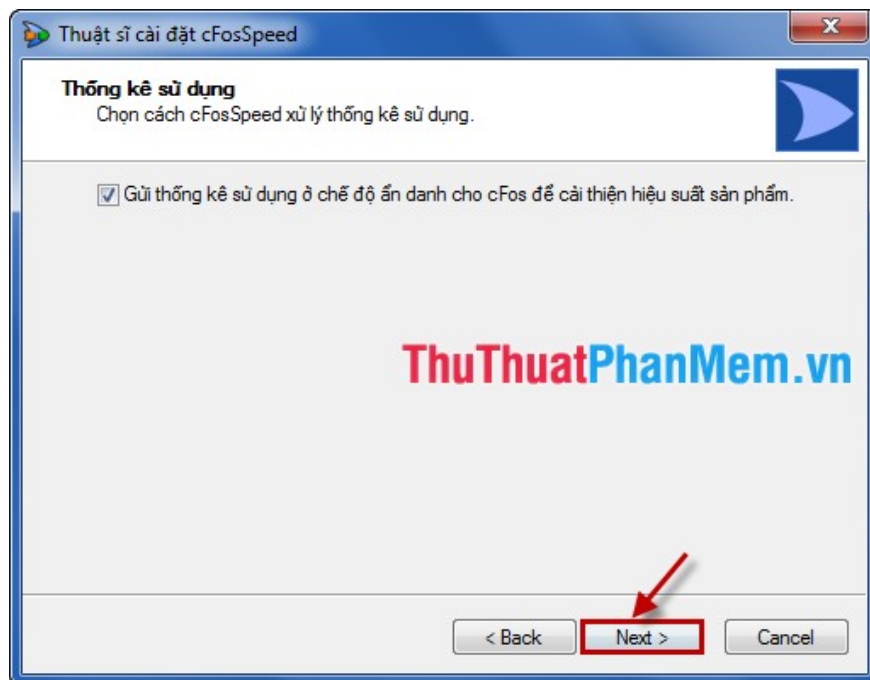 Thuật sĩ cài đặt cFosSpeed
Thống kê sử dụng
Chọn cách cFosSpeed xử lý thống kê sử dụng.
Gửi thống kê sử dụng ở chế độ ẩn danh cho cFos để cải thiện hiệu suất sản phẩm.
ThuThuatPhanMem.vn
< Back Next > Cancel